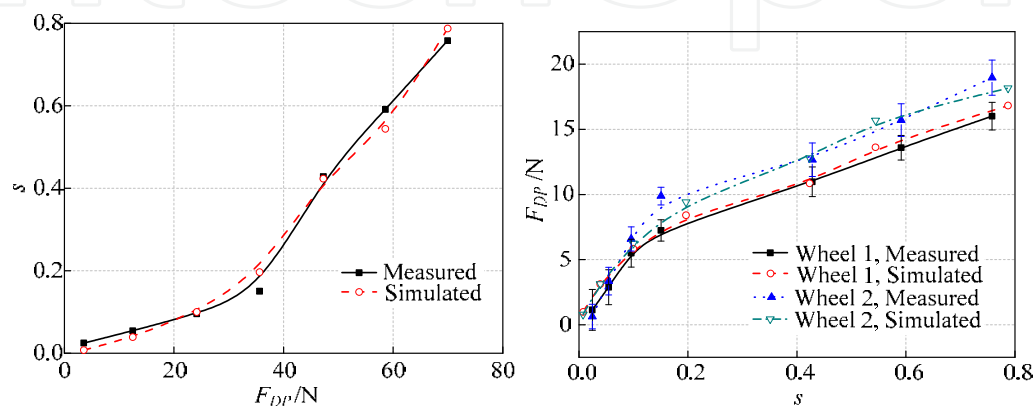 s
0.8
0.6
0.4
0.2
0.0
0 20 40 60 80
F_DP/N
Measured
Simulated
F_DP/N
20
15
10
5
0
0.0 0.2 0.4 0.6 0.8
s
Wheel 1, Measured
Wheel 1, Simulated
Wheel 2, Measured
Wheel 2, Simulated